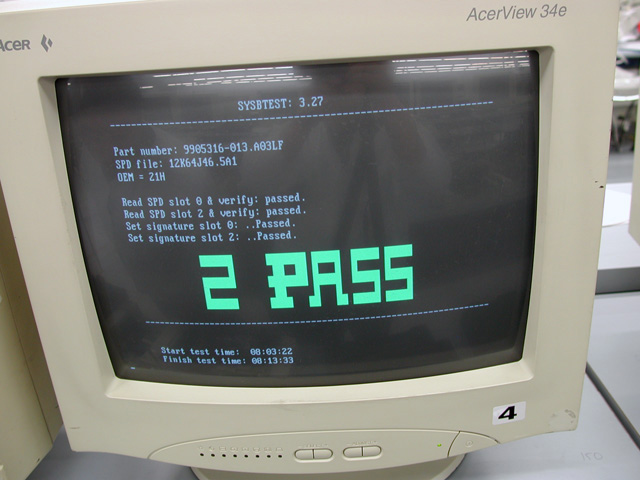 ACER
AcerView 34e
SYSBTEST: 3.27
Part number: 9905316-013.A03LF
SPD file: 12K64J46.5A1
OEM = 21H
Read SPD slot 0 & verify: passed.
Read SPD slot 2 & verify: passed.
Set signature slot 0: ..Passed.
Set signature slot 2: ..Passed.
2 PASS
Start test time: 08:03:22
Finish test time: 08:13:33
4